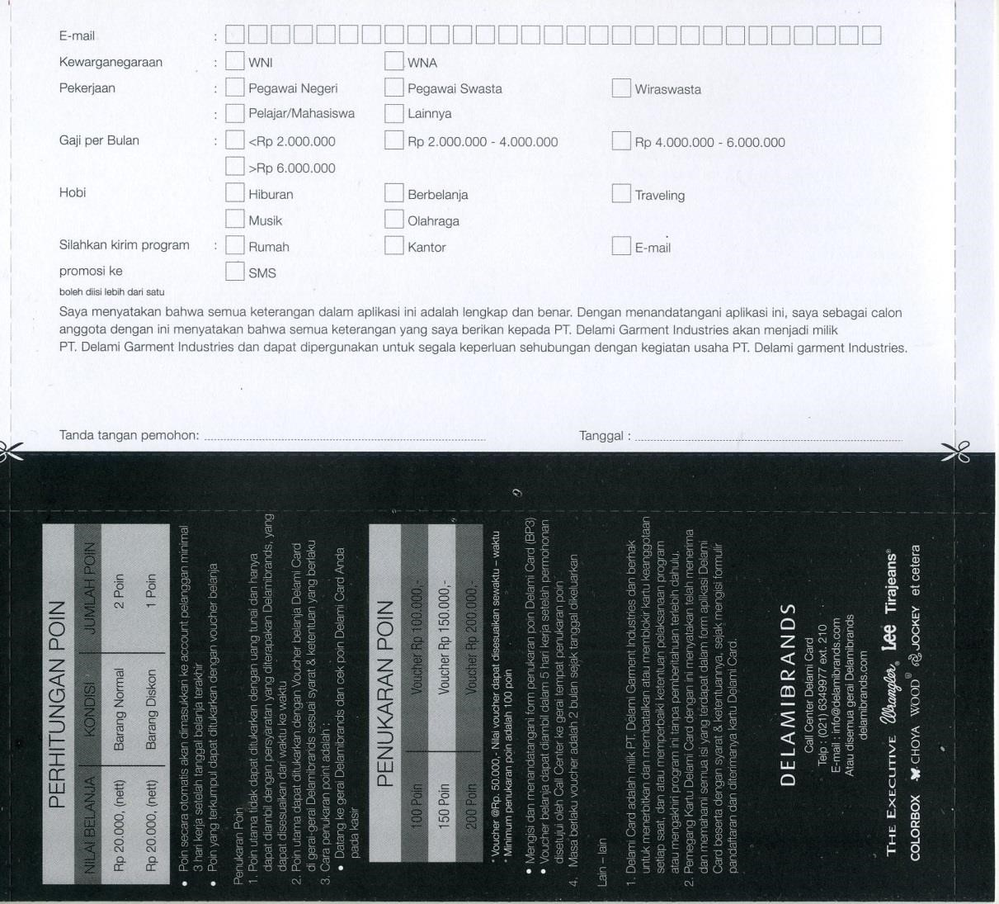 E-mail :
Kewarganegaraan : WNI WNA
Pekerjaan : Pegawai Negeri Pegawai Swasta Wiraswasta
: Pelajar/Mahasiswa Lainnya
Gaji per Bulan : <Rp 2.000.000 Rp 2.000.000 - 4.000.000 Rp 4.000.000 - 6.000.000
>Rp 6.000.000
Hobi Hiburan Berbelanja Traveling
Musik Olahraga
Silahkan kirim program : Rumah Kantor E-mail
promosi ke SMS
boleh diisi lebih dari satu
Saya menyatakan bahwa semua keterangan dalam aplikasi ini adalah lengkap dan benar. Dengan menandatangani aplikasi ini, saya sebagai calon
anggota dengan ini menyatakan bahwa semua keterangan yang saya berikan kepada PT. Delami Garment Industries akan menjadi milik
PT. Delami Garment Industries dan dapat dipergunakan untuk segala keperluan sehubungan dengan kegiatan usaha PT. Delami garment Industries.
Tanda tangan pemohon: Tanggal :
PERHITUNGAN POIN
NILAI BELANJA KONDISI JUMLAH POIN
Rp 20.000, (nett) Barang Normal 2 Poin
Rp 20.000, (nett) Barang Diskon 1 Poin
• Poin secara otomatis akan dimasukkan ke account pelanggan minimal
3 hari kerja setelah tanggal belanja terakhir
• Poin yang terkumpul dapat ditukarkan dengan voucher belanja
Penukaran Poin
1. Poin utama tidak dapat ditukarkan dengan uang tunai dan hanya
dapat diambil dengan persyaratan yang diterapakan Delamibrands, yang
dapat disesuaikan dari waktu ke waktu
2. Poin utama dapat ditukarkan dengan Voucher belanja Delami Card
di gerai-gerai Delamibrands sesuai syarat & ketentuan yang berlaku
3. Cara penukaran point adalah :
• Datang ke gerai Delamibrands dan cek poin Delami Card Anda
pada kasir
PENUKARAN POIN
100 Poin Voucher Rp 100.000,-
150 Poin Voucher Rp 150.000,-
200 Poin Voucher Rp 200.000,-
* Voucher @Rp. 50.000,- Nilai voucher dapat disesuaikan sewaktu – waktu
* Minimum penukaran poin adalah 100 poin
• Mengisi dan mendatangani form penukaran poin Delami Card (BP3)
• Voucher belanja dapat diambil dalam 5 hari kerja setelah permohonan
disetujui oleh Call Center ke gerai tempat penukaran poin
4. Masa berlaku voucher adalah 2 bulan sejak tanggal dikeluarkan
Lain – lain
1. Delami Card adalah milik PT. Delami Garment Industries dan berhak
untuk menerbitkan dan membatalkan atau memblokir kartu keanggotaan
setiap saat, dan atau memperbaiki ketentuan pelaksanaan program
atau mengakhiri program ini tanpa pemberitahuan terlebih dahulu,
2. Pemegang Kartu Delami Card dengan ini menyatakan telah menerima
dan memahami semua isi yang terdapat dalam form aplikasi Delami
Card beserta dengan syarat & ketentuannya, sejak mengisi formulir
pandaftaran dan diterimanya kartu Delami Card.
DELAMIBRANDS
Call Center Delami Card
Telp : (021) 6349977 ext. 210
E-mail : info@delamibrands.com
Atau disemua gerai Delamibrands
delamibrands.com
THE EXECUTIVE Wrangler® Lee Tirajeans®
COLORBOX CHOYA WOOD® JOCKEY et cetera